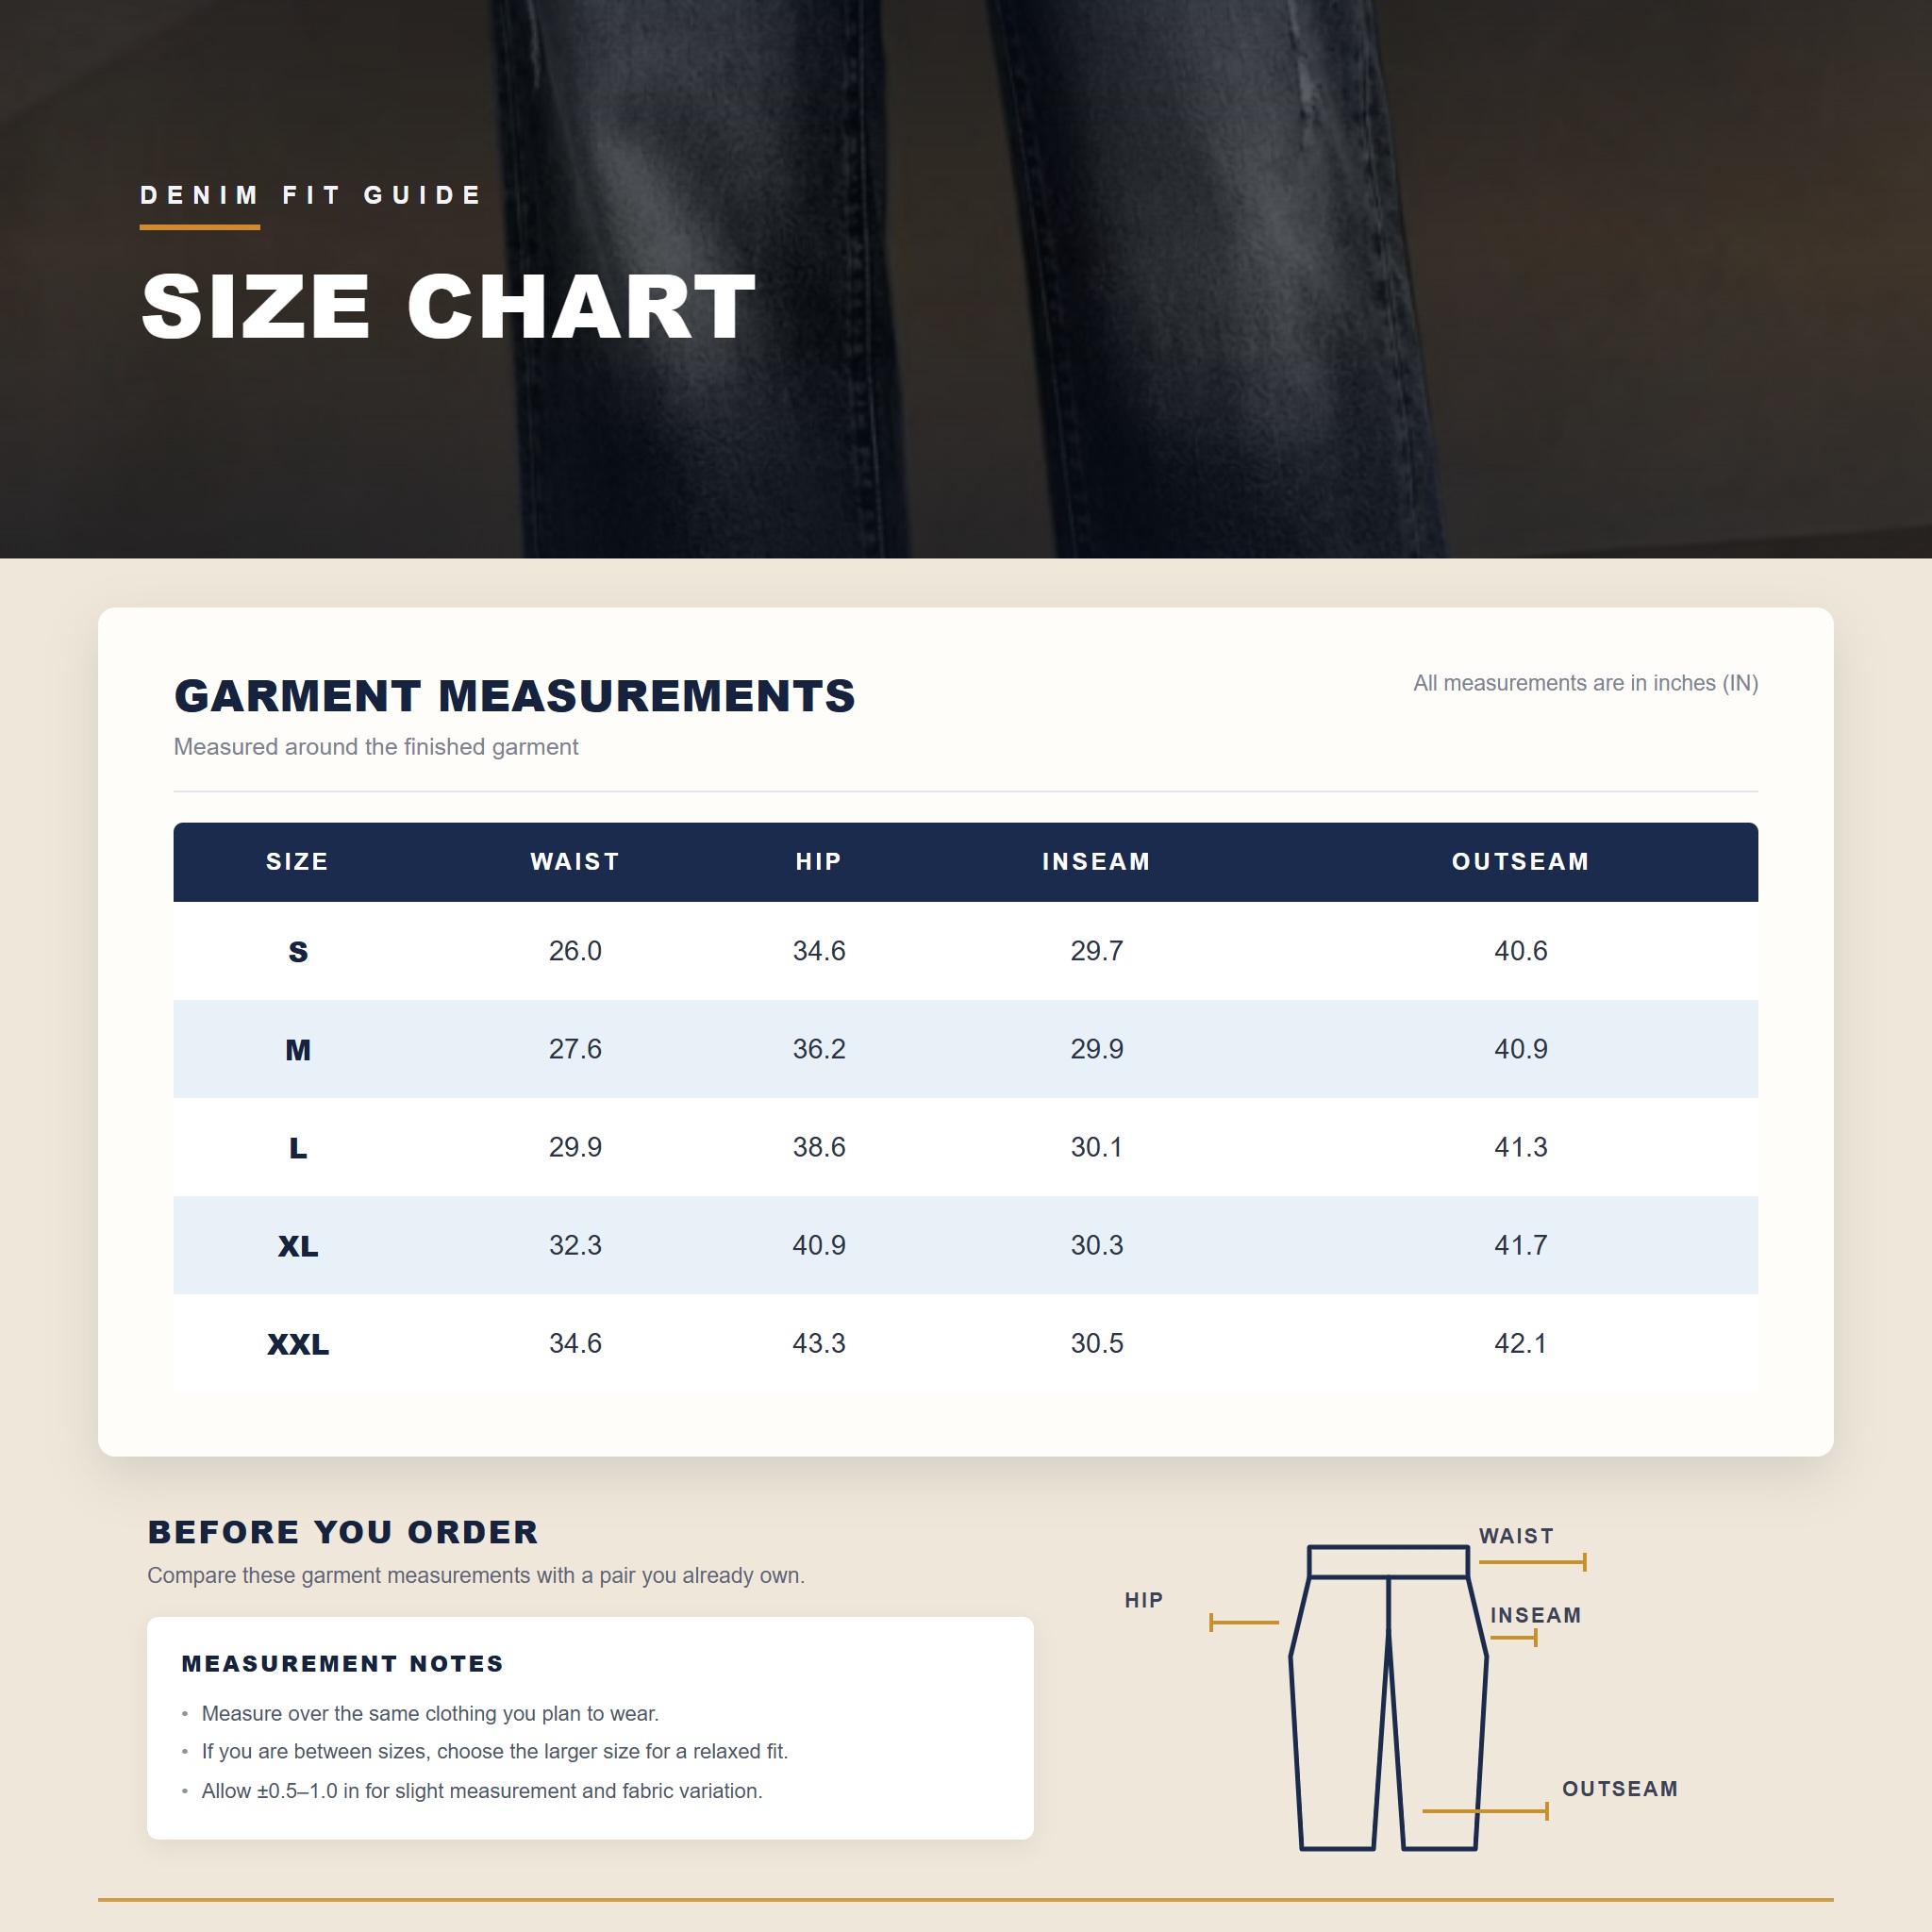 DENIM FIT GUIDE
SIZE CHART
GARMENT MEASUREMENTS
All measurements are in inches (IN)
Measured around the finished garment
SIZE WAIST HIP INSEAM OUTSEAM
S 26.0 34.6 29.7 40.6
M 27.6 36.2 29.9 40.9
L 29.9 38.6 30.1 41.3
XL 32.3 40.9 30.3 41.7
XXL 34.6 43.3 30.5 42.1
BEFORE YOU ORDER
Compare these garment measurements with a pair you already own.
MEASUREMENT NOTES
• Measure over the same clothing you plan to wear.
• If you are between sizes, choose the larger size for a relaxed fit.
• Allow ±0.5–1.0 in for slight measurement and fabric variation.
WAIST
HIP
INSEAM
OUTSEAM